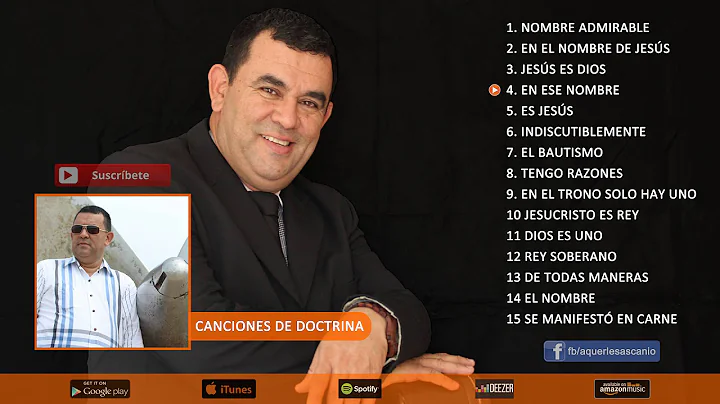 1. NOMBRE ADMIRABLE
2. EN EL NOMBRE DE JESÚS
3. JESÚS ES DIOS
4. EN ESE NOMBRE
5. ES JESÚS
6. INDISCUTIBLEMENTE
7. EL BAUTISMO
8. TENGO RAZONES
9. EN EL TRONO SOLO HAY UNO
10 JESUCRISTO ES REY
11 DIOS ES UNO
12 REY SOBERANO
13 DE TODAS MANERAS
14 EL NOMBRE
15 SE MANIFESTÓ EN CARNE
Suscríbete
CANCIONES DE DOCTRINA
fb/aquerlesascanio
GET IT ON
Google play
iTunes
Spotify
DEEZER
available on
amazonmusic